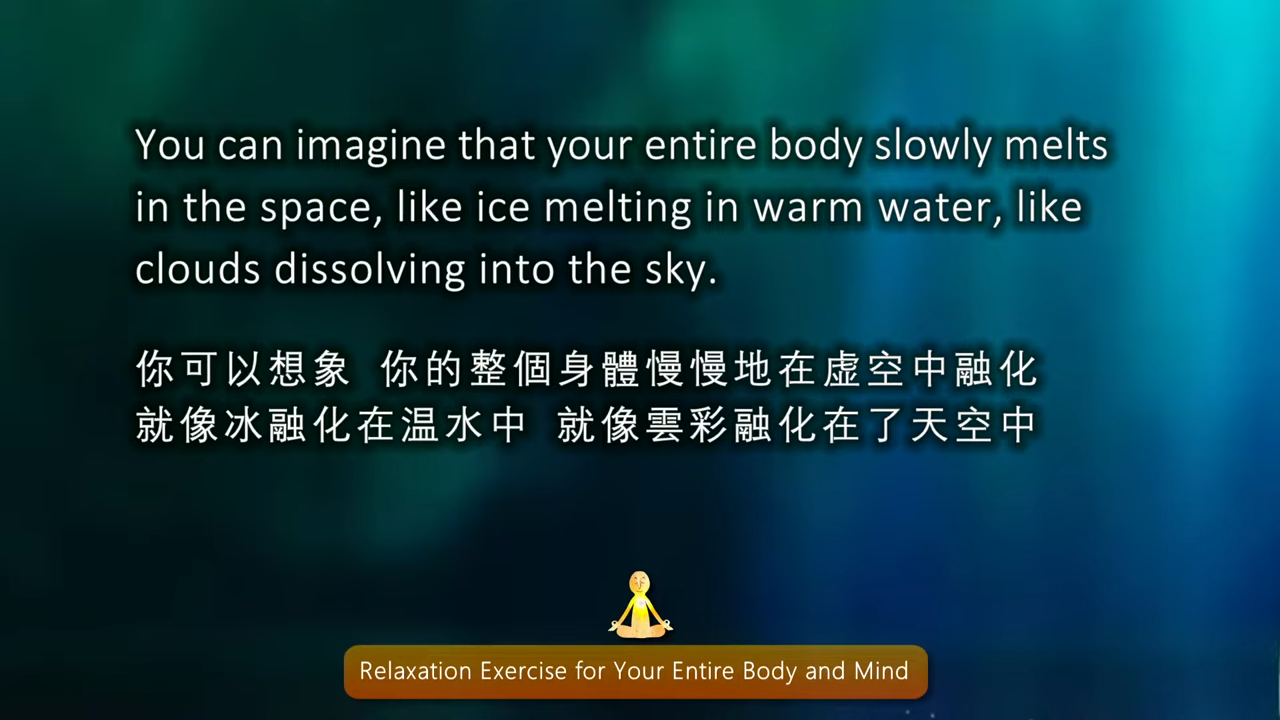 You can imagine that your entire body slowly melts
in the space, like ice melting in warm water, like
clouds dissolving into the sky.
你可以想象 你的整個身體慢慢地在虛空中融化
就像冰融化在温水中 就像雲彩融化在了天空中
Relaxation Exercise for Your Entire Body and Mind